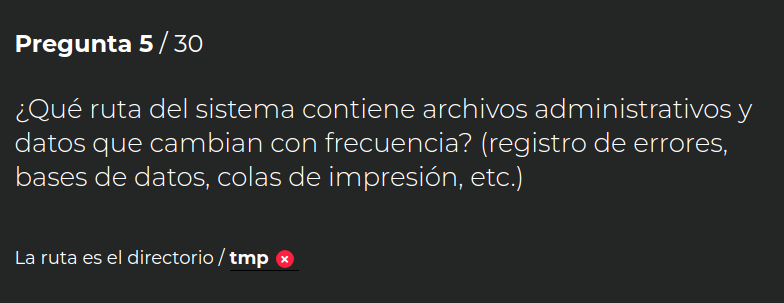 Pregunta 5 / 30
¿Qué ruta del sistema contiene archivos administrativos y
datos que cambian con frecuencia? (registro de errores,
bases de datos, colas de impresión, etc.)
La ruta es el directorio / tmp